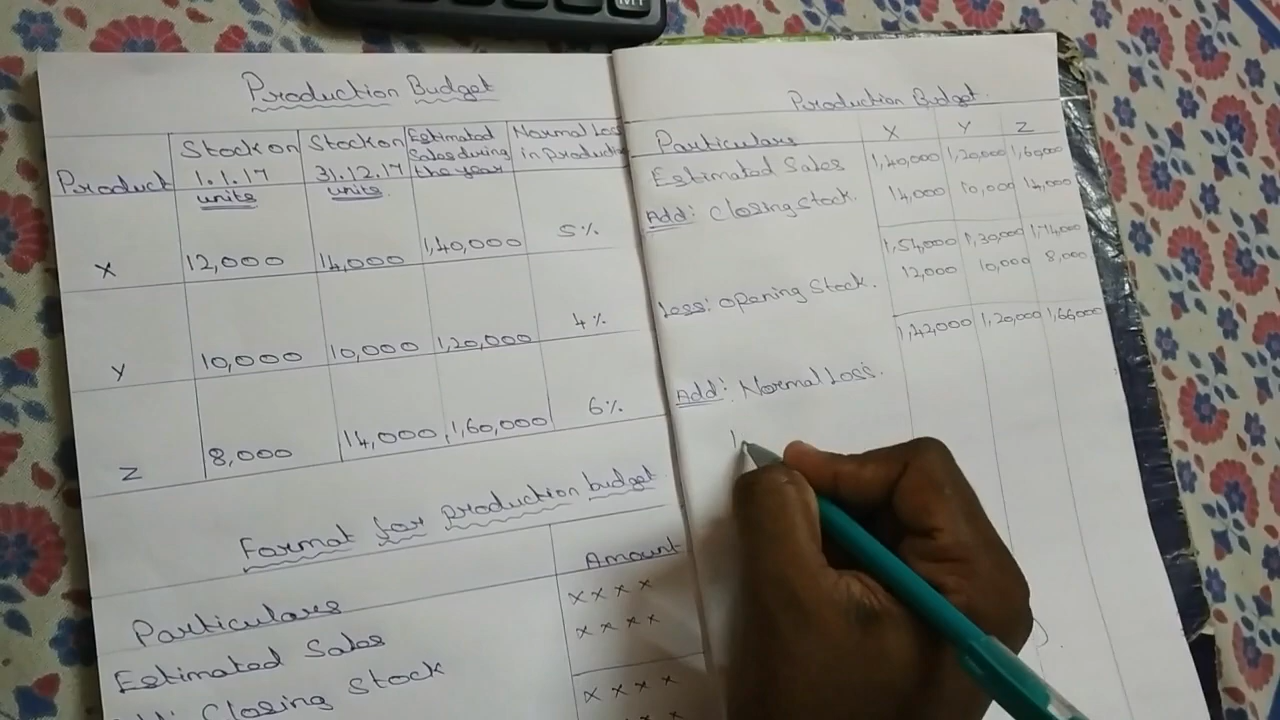 M+
Production Budget
Product
Stock on 1.1.17 units
Stock on 31.12.17 units
Estimated Sales during the year
Normal Loss in Producti
X 12,000 14,000 1,40,000 5%
Y 10,000 10,000 1,20,000 4%
Z 8,000 14,000 1,60,000 6%
Format for production budget
Particulars Amount
Estimated Sales xxxx
Closing Stock xxxx
xxxx
Production Budget
Particulars X Y Z
Estimated Sales 1,40,000 1,20,000 1,60,000
Add: Closing stock. 14,000 10,000 14,000
1,54,000 1,30,000 1,74,000
Less: Opening Stock. 12,000 10,000 8,000
1,42,000 1,20,000 1,66,000
Add: Normal Loss.